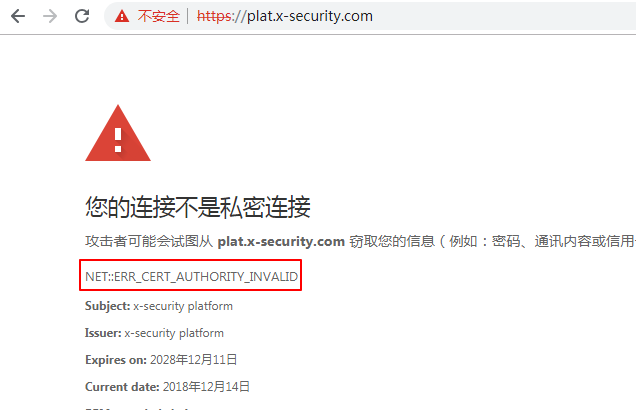 不安全 https://plat.x-security.com
您的连接不是私密连接
攻击者可能会试图从 plat.x-security.com 窃取您的信息（例如：密码、通讯内容或信用
NET::ERR_CERT_AUTHORITY_INVALID
Subject: x-security platform
Issuer: x-security platform
Expires on: 2028年12月11日
Current date: 2018年12月14日